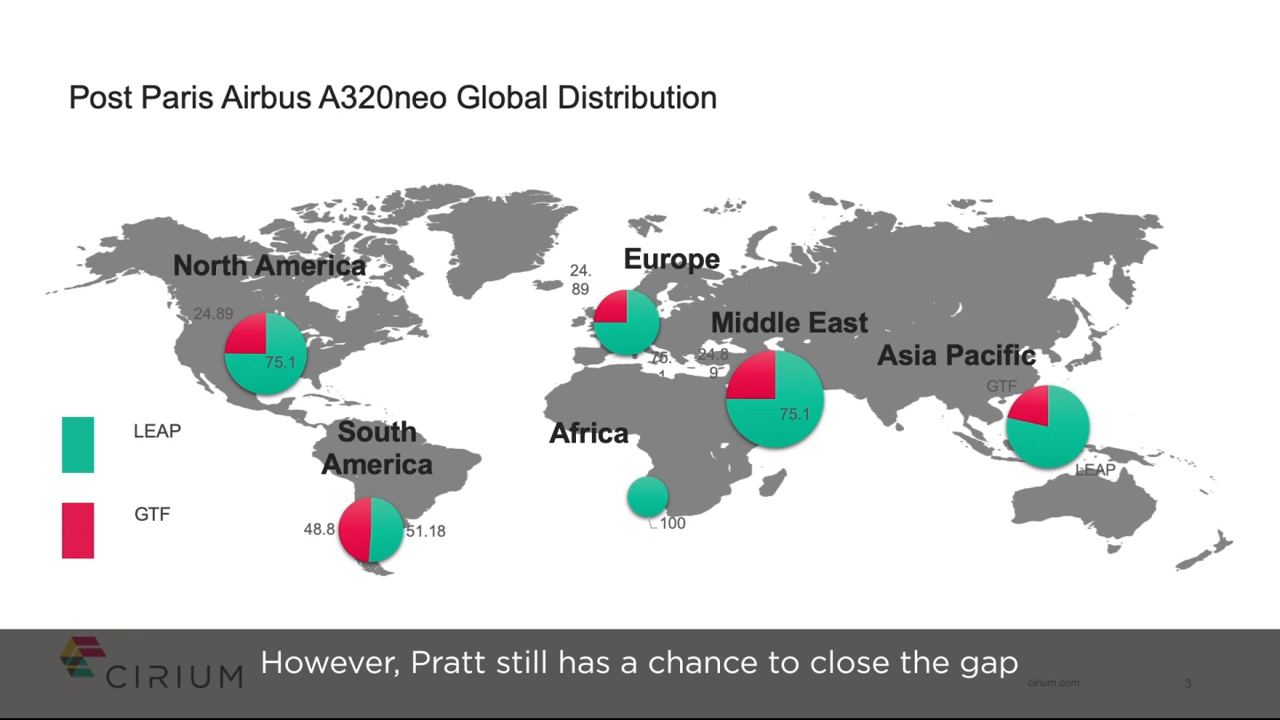 Post Paris Airbus A320neo Global Distribution
North America
24.89
75.1
Europe
24.
89
75.
1
Middle East
24.8
9
75.1
Asia Pacific
GTF
LEAP
South
America
48.8
51.18
Africa
100
LEAP
GTF
CIRIUM
However, Pratt still has a chance to close the gap
cirium.com
3